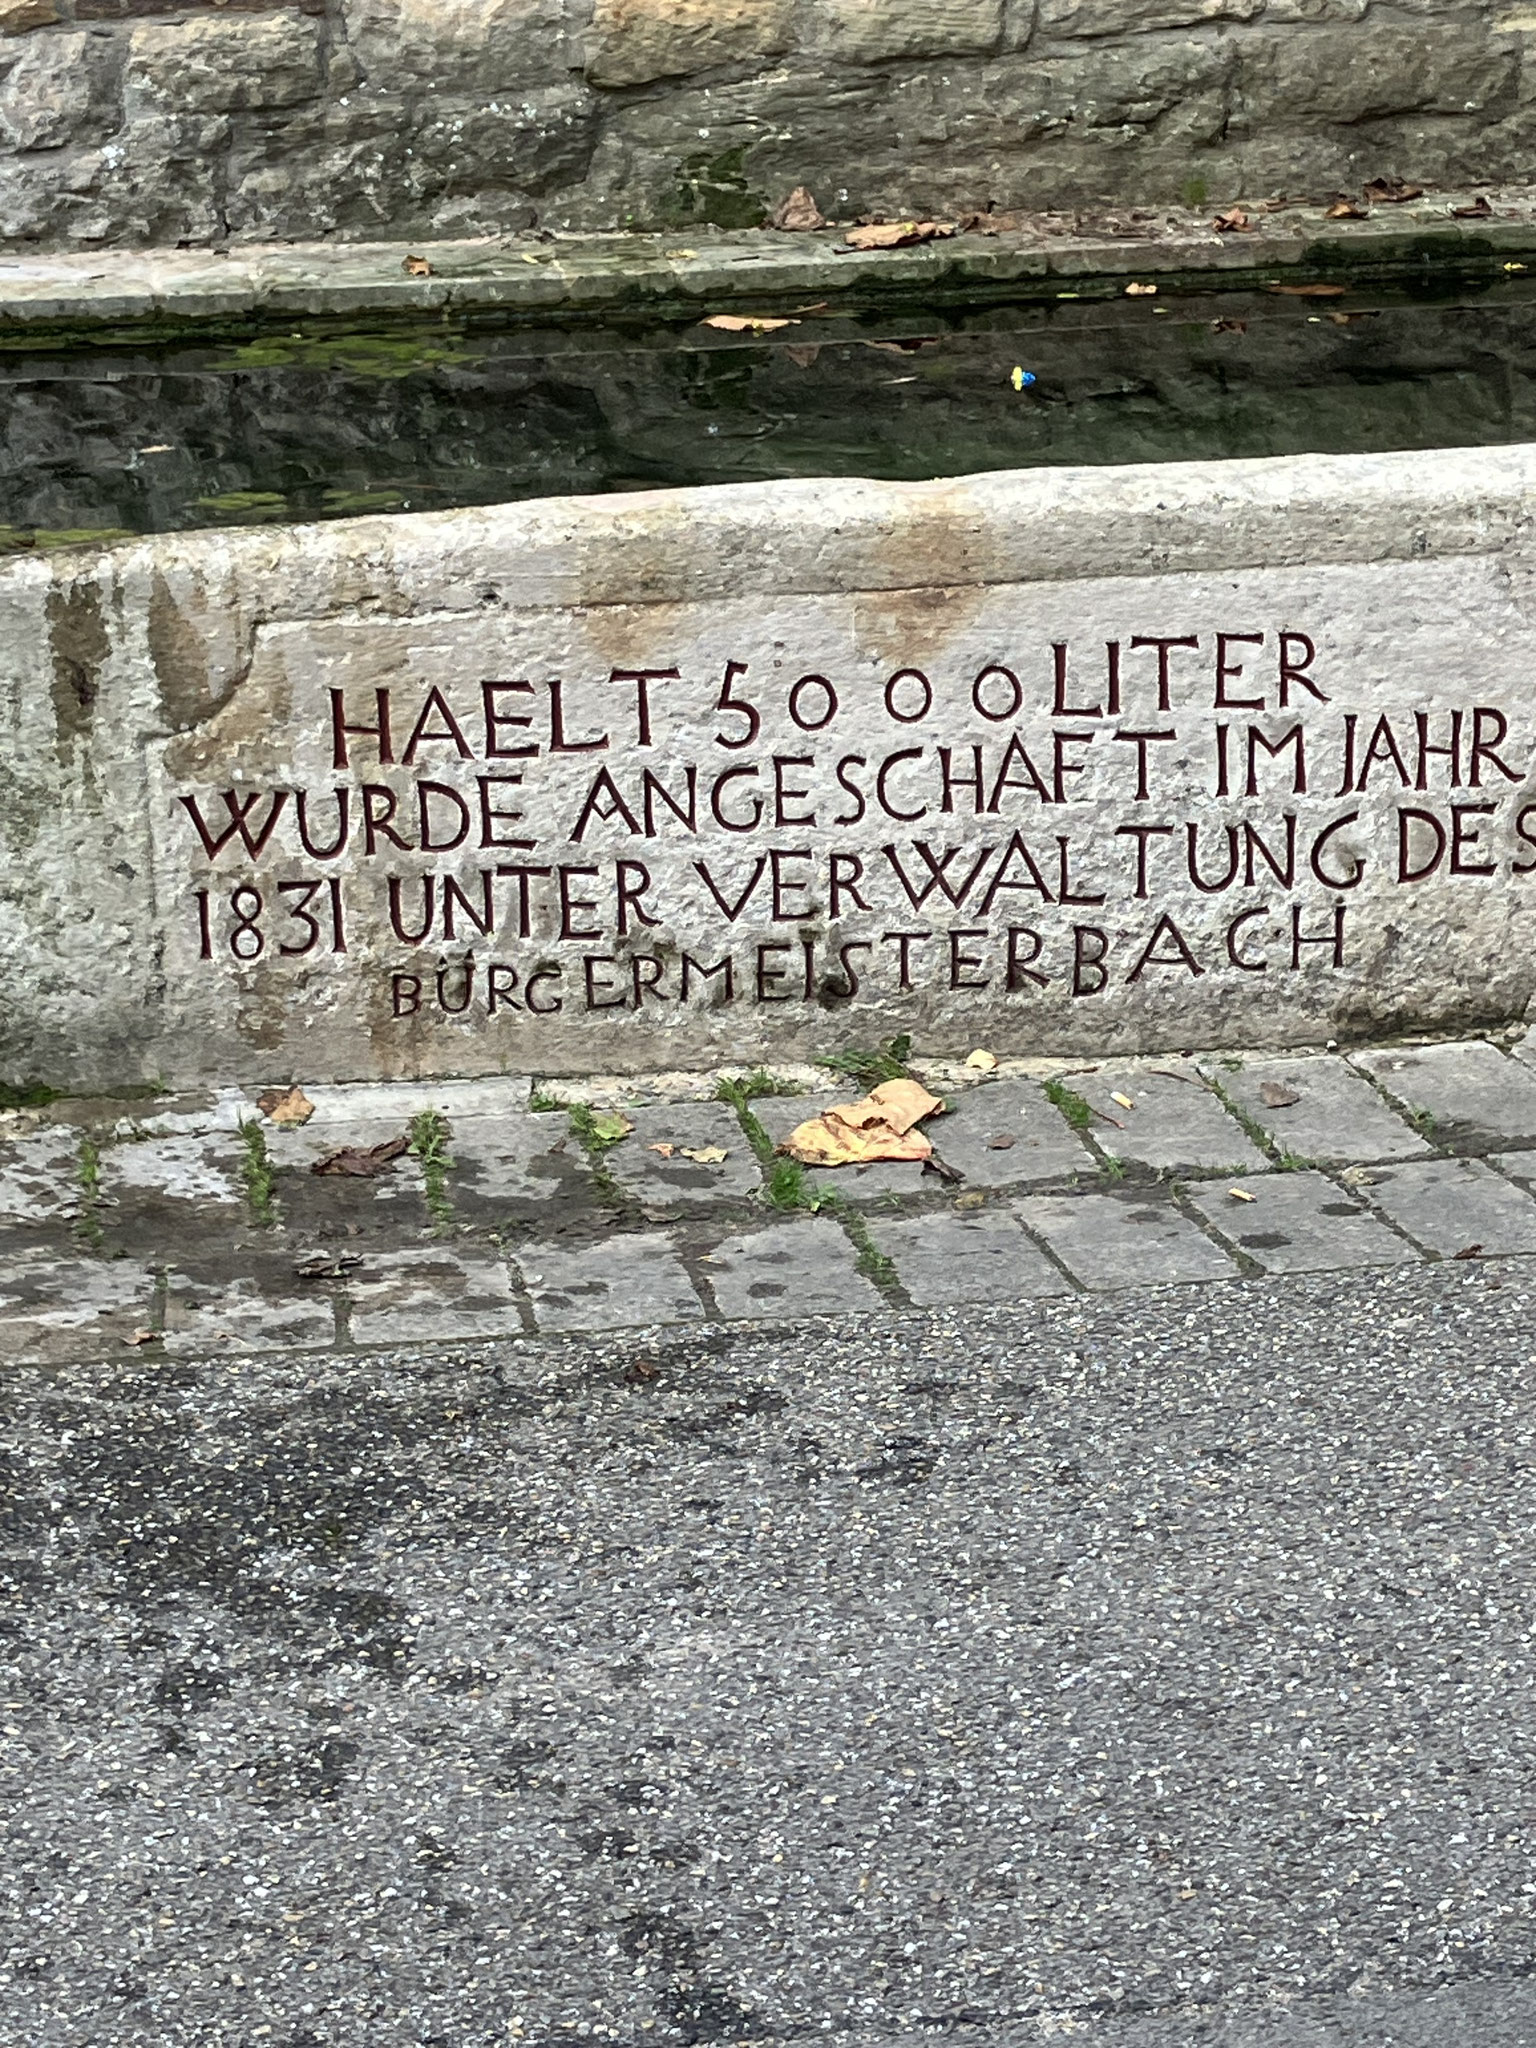 HAELT 5000 LITER
WURDE ANGESCHAFT IM JAHR
1831 UNTER VERWALTUNG DES
BÜRGERMEISTER BACH